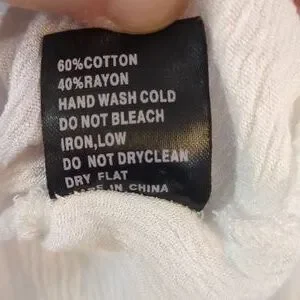 60%COTTON
40%RAYON
HAND WASH COLD
DO NOT BLEACH
IRON,LOW
DO NOT DRYCLEAN
DRY FLAT
MADE IN CHINA